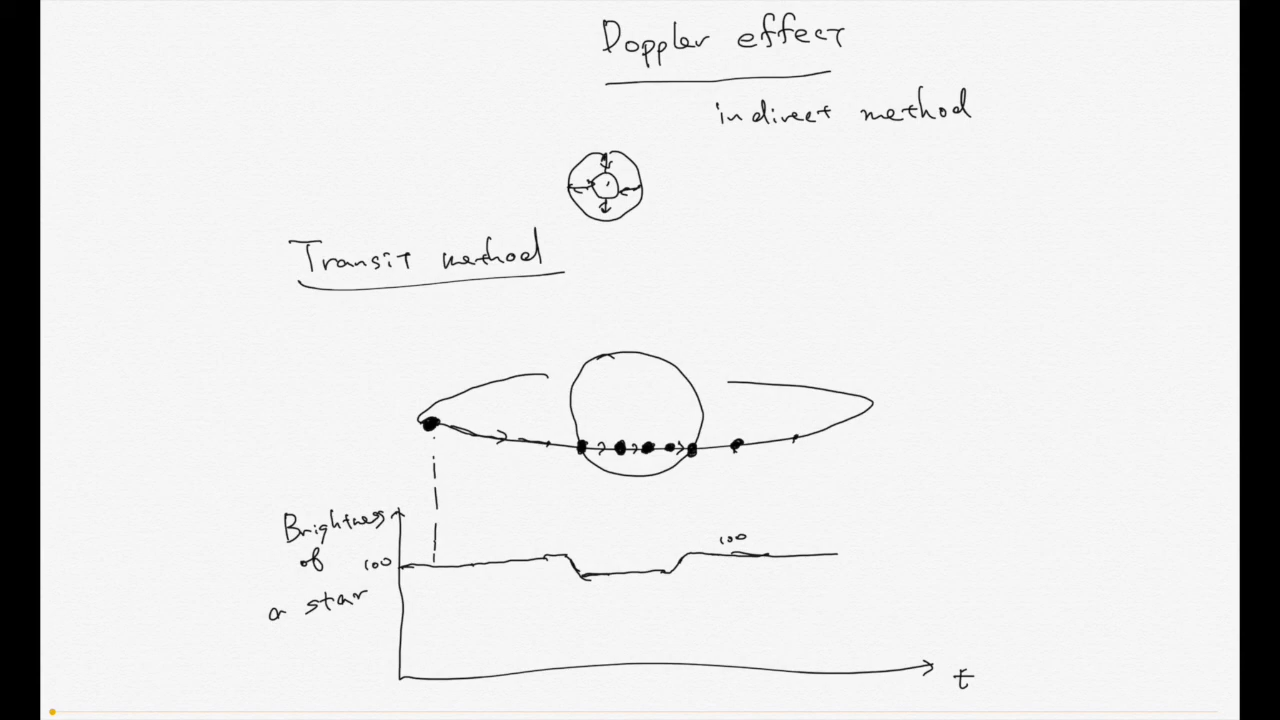 Doppler effect
indirect method
Transit method
Brightness
of
a star
100
100
t